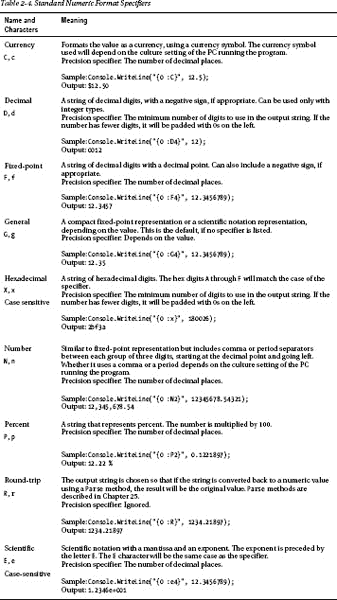 Table 2-4. Standard Numeric Format Specifiers
Name and Characters
Meaning
Currency
C, c
Formats the value as a currency, using a currency symbol. The currency symbol
used will depend on the culture setting of the PC running the program.
Precision specifier: The number of decimal places.
Sample:Console.WriteLine("{0 :C}", 12.5);
Output: $12.50
Decimal
D, d
A string of decimal digits, with a negative sign, if appropriate. Can be used only with
integer types.
Precision specifier: The minimum number of digits to use in the output string. If the
number has fewer digits, it will be padded with 0s on the left.
Sample:Console.WriteLine("{0 :D4}", 12);
Output: 0012
Fixed-point
F, f
A string of decimal digits with a decimal point. Can also include a negative sign, if
appropriate.
Precision specifier: The number of decimal places.
Sample:Console.WriteLine("{0 :F4}", 12.3456789);
Output: 12.3457
General
G, g
A compact fixed-point representation or a scientific notation representation,
depending on the value. This is the default, if no specifier is listed.
Precision specifier: Depends on the value.
Sample:Console.WriteLine("{0 :G4}", 12.3456789);
Output: 12.35
Hexadecimal
X, x
Case sensitive
A string of hexadecimal digits. The hex digits A through F will match the case of the
specifier.
Precision specifier: The minimum number of digits to use in the output string. If the
number has fewer digits, it will be padded with 0s on the left.
Sample:Console.WriteLine("{0 :x}", 180026);
Output: 2bf3a
Number
N, n
Similar to fixed-point representation but includes comma or period separators
between each group of three digits, starting at the decimal point and going left.
Whether it uses a comma or a period depends on the culture setting of the PC
running the program.
Precision specifier: The number of decimal places.
Sample:Console.WriteLine("{0 :N2}", 12345678.54321);
Output: 12,345,678.54
Percent
P, p
A string that represents percent. The number is multiplied by 100.
Precision specifier: The number of decimal places.
Sample:Console.WriteLine("{0 :P2}", 0.1221897);
Output: 12.22 %
Round-trip
R, r
The output string is chosen so that if the string is converted back to a numeric value
using a Parse method, the result will be the original value. Parse methods are
described in Chapter 25.
Precision specifier: Ignored.
Sample:Console.WriteLine("{0 :R}", 1234.21897);
Output: 1234.21897
Scientific
E, e
Case-sensitive
Scientific notation with a mantissa and an exponent. The exponent is preceded by
the letter E. The E character will be the same case as the specifier.
Precision specifier: The number of decimal places.
Sample:Console.WriteLine("{0 :e4}", 12.3456789);
Output: 1.2346e+001